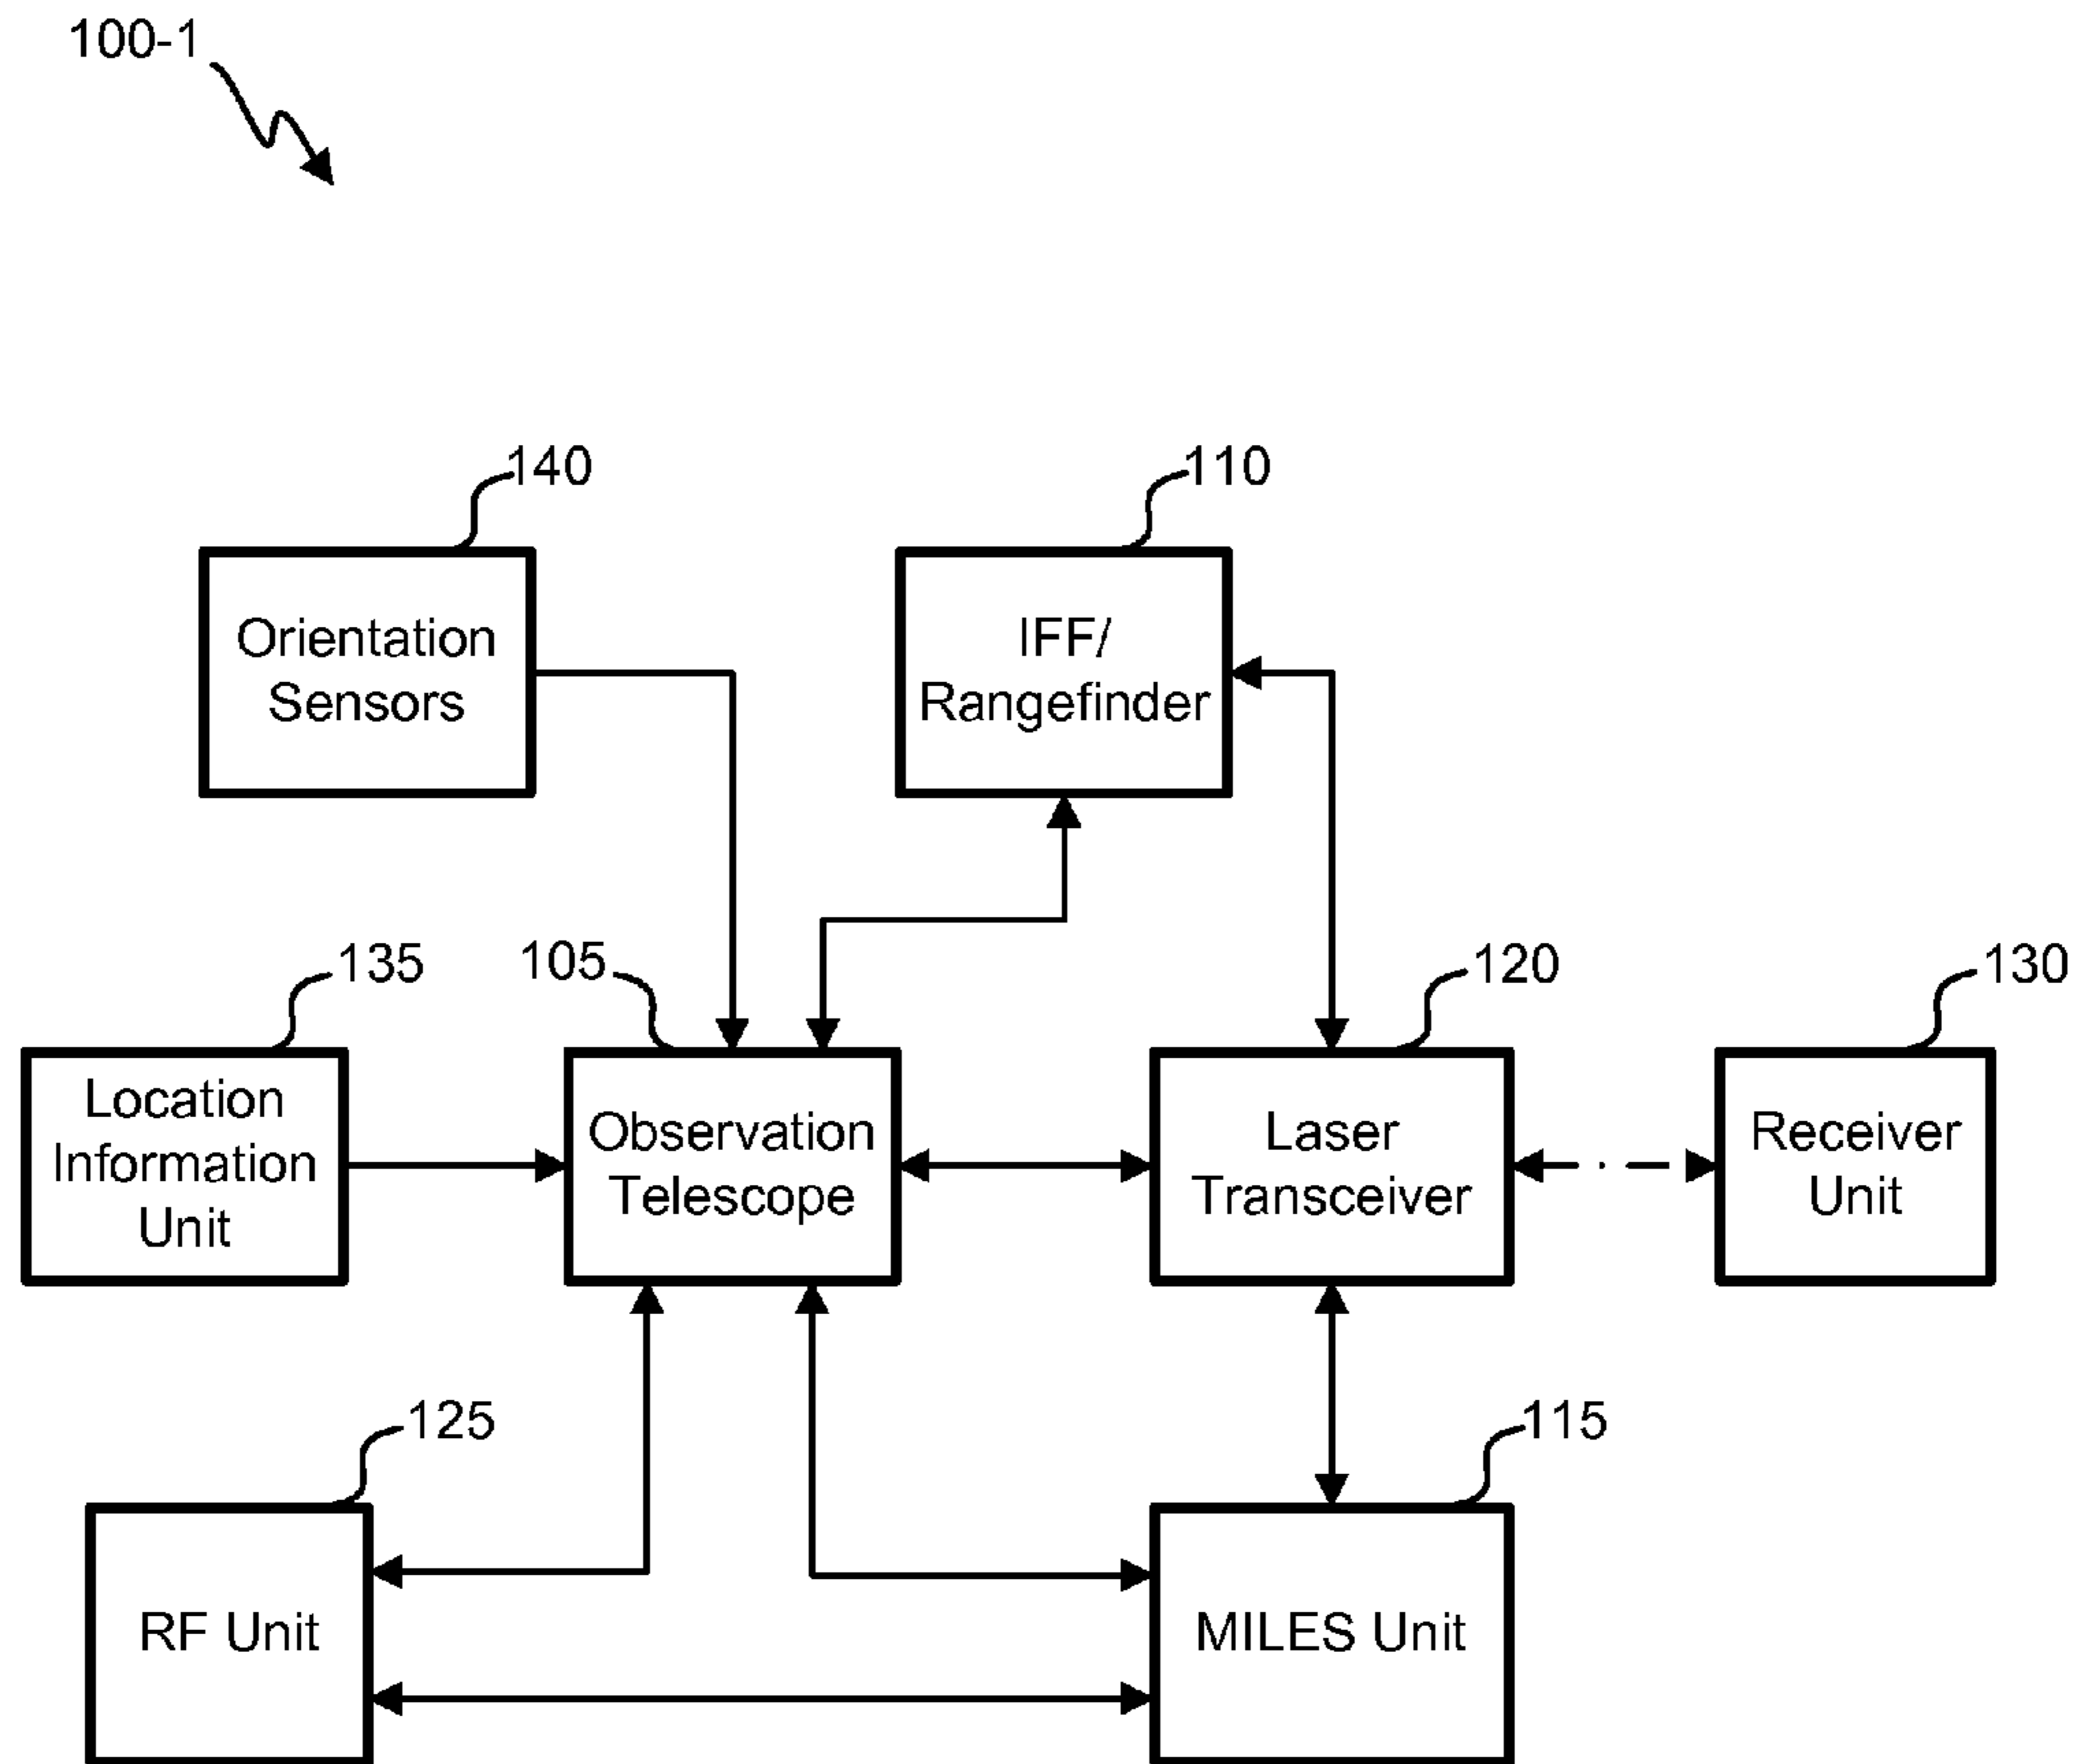 100-1
140
110
Orientation
Sensors
IFF/
Rangefinder
135
105
120
130
Location
Information
Unit
Observation
Telescope
Laser
Transceiver
Receiver
Unit
125
115
RF Unit
MILES Unit